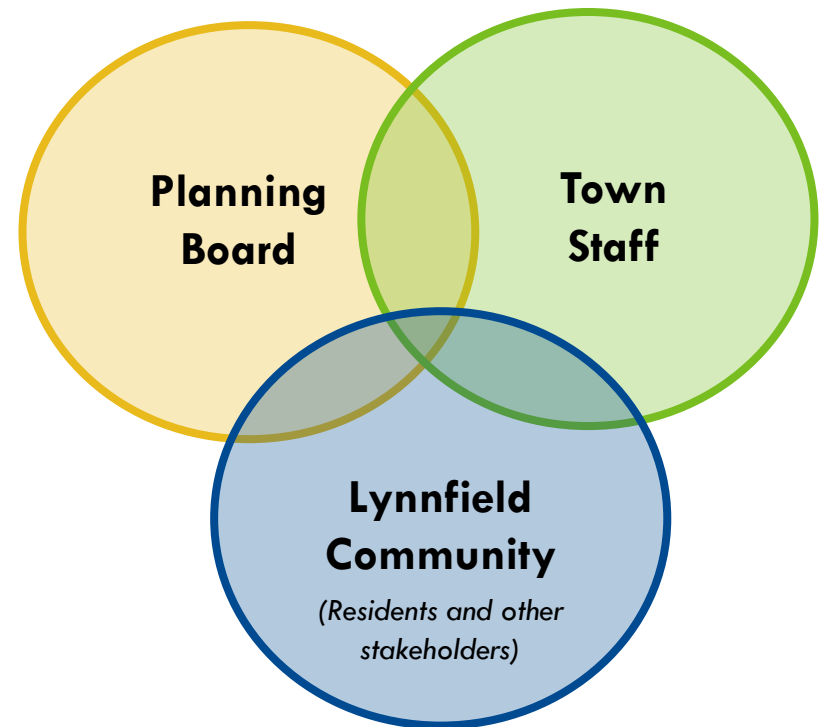 Planning
Board
Town
Staff
Lynnfield
Community
(Residents and other
stakeholders)